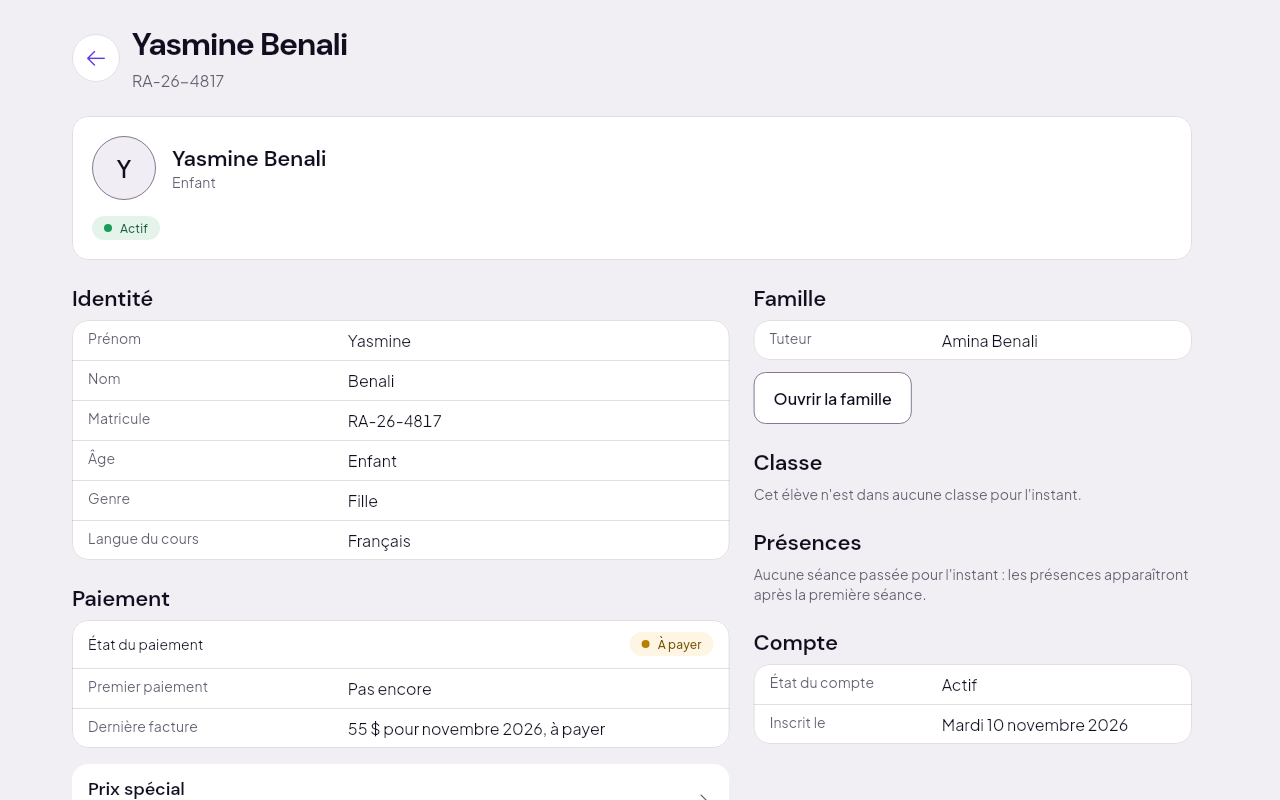 Yasmine Benali
RA-26-4817
Y
Yasmine Benali
Enfant
Actif
Identité
Prénom
Yasmine
Nom
Benali
Matricule
RA-26-4817
Âge
Enfant
Genre
Fille
Langue du cours
Français
Paiement
État du paiement
À payer
Premier paiement
Pas encore
Dernière facture
55 $ pour novembre 2026, à payer
Prix spécial
Famille
Tuteur
Amina Benali
Ouvrir la famille
Classe
Cet élève n'est dans aucune classe pour l'instant.
Présences
Aucune séance passée pour l'instant : les présences apparaîtront
après la première séance.
Compte
État du compte
Actif
Inscrit le
Mardi 10 novembre 2026